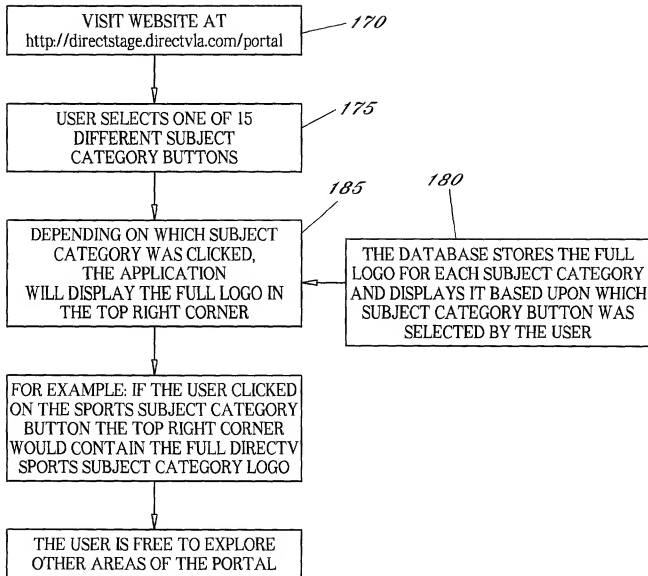 VISIT WEBSITE AT
http://directstage.directvla.com/portal
170
USER SELECTS ONE OF 15
DIFFERENT SUBJECT
CATEGORY BUTTONS
175
DEPENDING ON WHICH SUBJECT
CATEGORY WAS CLICKED,
THE APPLICATION
WILL DISPLAY THE FULL LOGO IN
THE TOP RIGHT CORNER
185
180
THE DATABASE STORES THE FULL
LOGO FOR EACH SUBJECT CATEGORY
AND DISPLAYS IT BASED UPON WHICH
SUBJECT CATEGORY BUTTON WAS
SELECTED BY THE USER
FOR EXAMPLE: IF THE USER CLICKED
ON THE SPORTS SUBJECT CATEGORY
BUTTON THE TOP RIGHT CORNER
WOULD CONTAIN THE FULL DIRECTV
SPORTS SUBJECT CATEGORY LOGO
THE USER IS FREE TO EXPLORE
OTHER AREAS OF THE PORTAL